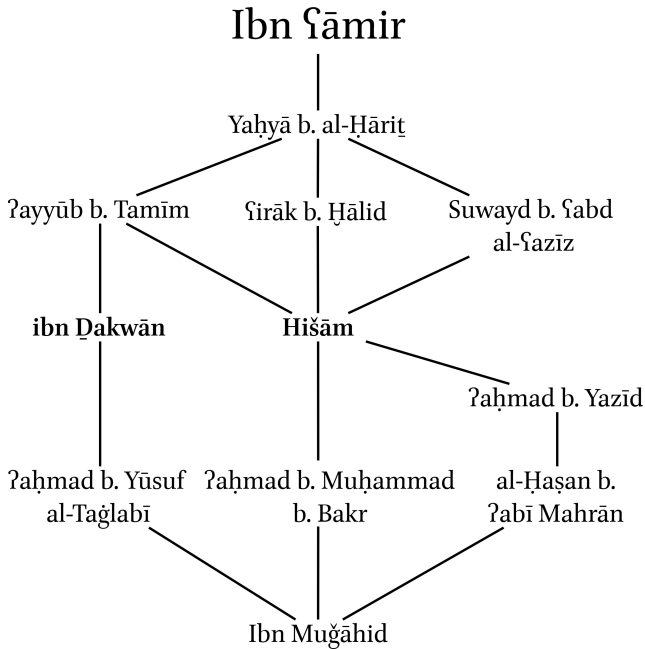 Ibn ʕāmir
Yaḥyā b. al-Ḥāriṯ
ʔayyūb b. Tamīm
ʕirāk b. Ḫālid
Suwayd b. ʕabd
al-ʕazīz
ibn Ḏakwān
Hišām
ʔaḥmad b. Yazīd
ʔaḥmad b. Yūsuf
al-Taġlabī
ʔaḥmad b. Muḥammad
b. Bakr
al-Ḥaṣan b.
ʔabī Mahrān
Ibn Muǧāhid